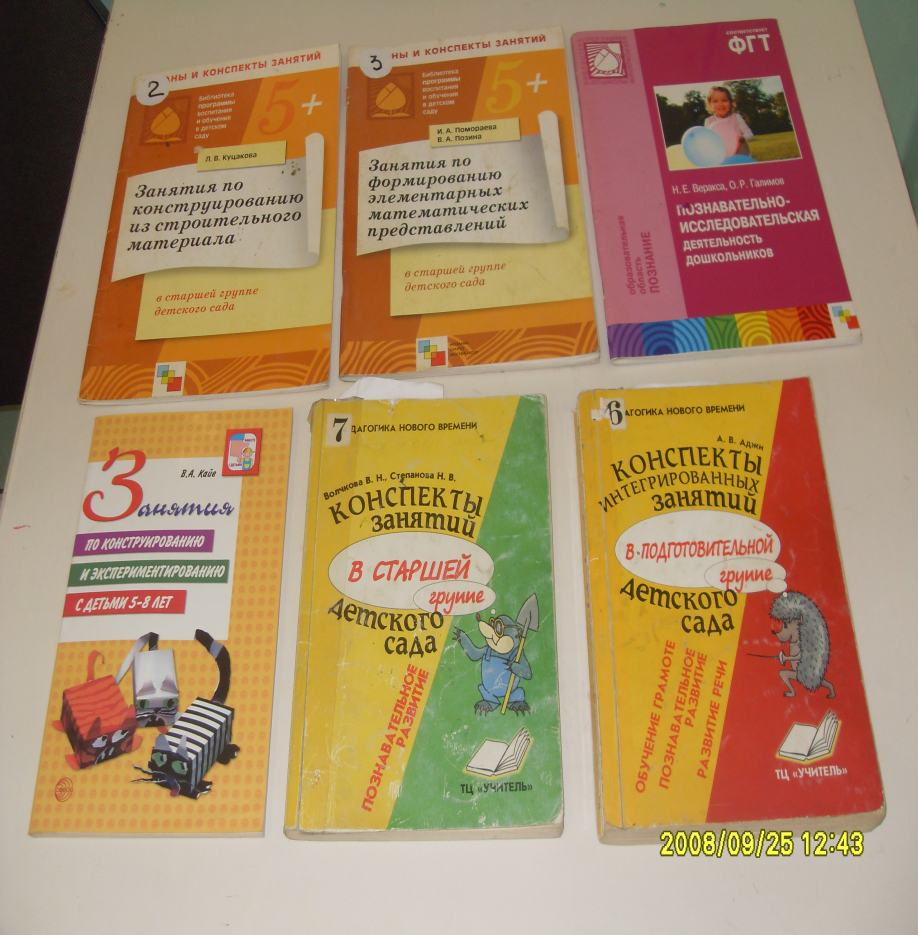 2
НЫ И КОНСПЕКТЫ ЗАНЯТИЙ
Библиотека
программы
воспитания
и обучения
в детском
саду
5+
Л. В. Куцакова
Занятия по
конструированию
из строительного
материала
в старшей группе
детского сада
3
НЫ И КОНСПЕКТЫ ЗАНЯТИЙ
Библиотека
программы
воспитания
и обучения
в детском
саду
5+
И. А. Помораева
В. А. Позина
Занятия по
формированию
элементарных
математических
представлений
в старшей группе
детского сада
соответствует
ФГТ
Н.Е. Веракса, О.Р. Галимов
ПОЗНАВАТЕЛЬНО-
ИССЛЕДОВАТЕЛЬСКАЯ
ДЕЯТЕЛЬНОСТЬ
ДОШКОЛЬНИКОВ
образовательная
область
ПОЗНАНИЕ
В.А. Кайе
Занятия
ПО КОНСТРУИРОВАНИЮ
И ЭКСПЕРИМЕНТИРОВАНИЮ
С ДЕТЬМИ 5-8 ЛЕТ
7
ДАГОГИКА НОВОГО ВРЕМЕНИ
Волчкова В. Н., Степанова Н. В.
КОНСПЕКТЫ
занятий
В СТАРШЕЙ
группе
детского
сада
ПОЗНАВАТЕЛЬНОЕ
РАЗВИТИЕ
ТЦ «УЧИТЕЛЬ»
6
АГОГИКА НОВОГО ВРЕМЕНИ
А. В. Аджи
КОНСПЕКТЫ
ИНТЕГРИРОВАННЫХ
занятий
В ПОДГОТОВИТЕЛЬНОЙ
группе
детского
сада
ОБУЧЕНИЕ ГРАМОТЕ
ПОЗНАВАТЕЛЬНОЕ
РАЗВИТИЕ
РАЗВИТИЕ РЕЧИ
ТЦ «УЧИТЕЛЬ»
2008/09/25 12:43